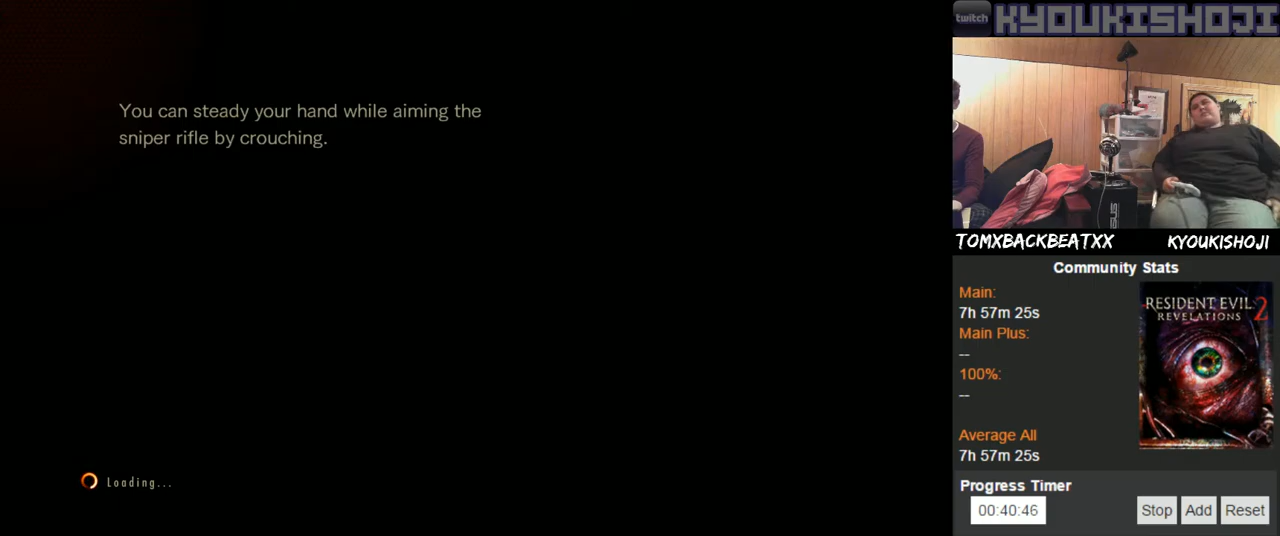 You can steady your hand while aiming the
sniper rifle by crouching.
Loading...
twitch
KYOUKISHOJI
ASUS
TOMXBACKBEATXX
KYOUKISHOJI
Community Stats
Main:
7h 57m 25s
Main Plus:
--
100%:
--
Average All
7h 57m 25s
RESIDENT EVIL 2
REVELATIONS
Progress Timer
00:40:46
Stop
Add
Reset